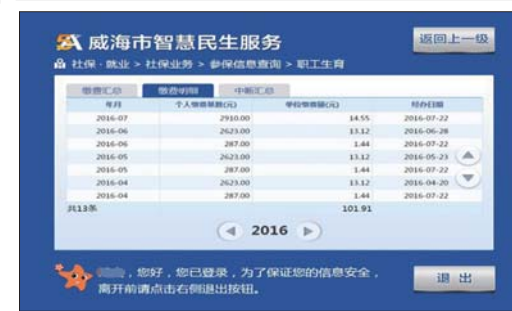 威海市智慧民生服务
返回上一级
社保·就业 > 社保业务 > 参保信息查询 > 职工生育
缴费汇总 缴费明细 中断汇总
年月 个人缴费基数(元) 单位缴费额(元) 经办日期
2016-07 2910.00 14.55 2016-07-22
2016-06 2623.00 13.12 2016-06-28
2016-06 287.00 1.44 2016-07-22
2016-05 2623.00 13.12 2016-05-23
2016-05 287.00 1.44 2016-07-22
2016-04 2623.00 13.12 2016-04-20
2016-04 287.00 1.44 2016-07-22
共13条 101.91
2016
，您好，您已登录，为了保证您的信息安全，
离开前请点击右侧退出按钮。
退 出